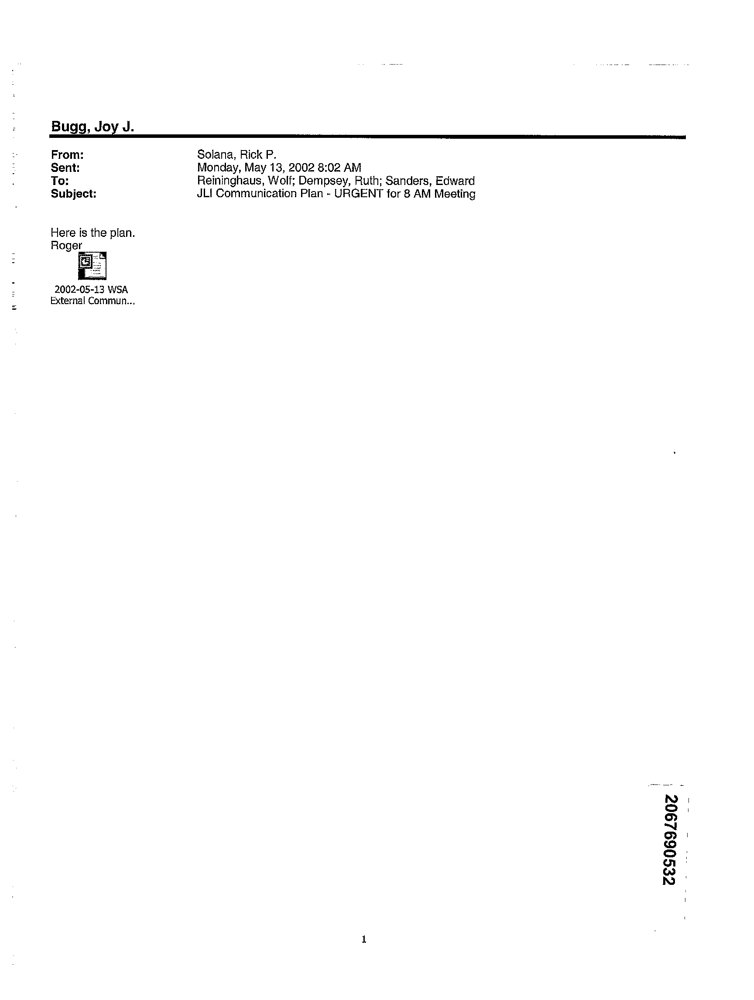 Bugg, Joy J.
From: Solana, Rick P.
Sent: Monday, May 13, 2002 8:02 AM
To: Reininghaus, Wolf; Dempsey, Ruth; Sanders, Edward
Subject: JLI Communication Plan - URGENT for 8 AM Meeting
Here is the plan.
Roger
2002-05-13 WSA
External Commun...
2067690532
1